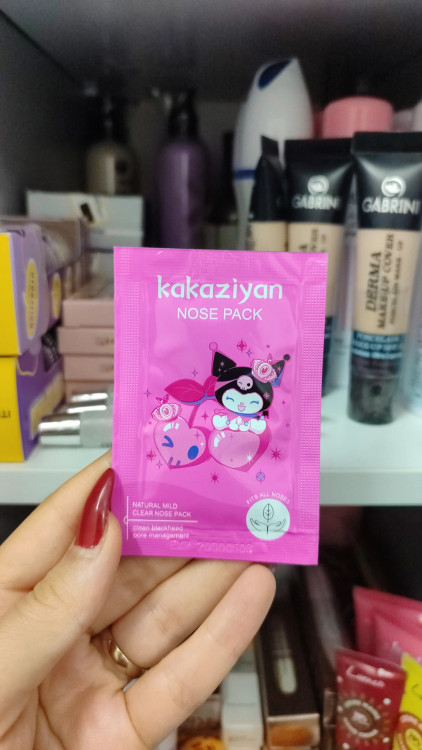 kakaziyan
NOSE PACK
FITS ALL NOSE
NATURAL MILD
CLEAR NOSE PACK
clean blackhead
pore management
GABRINI
GABRINI
DERMA
MAKEUP COVER